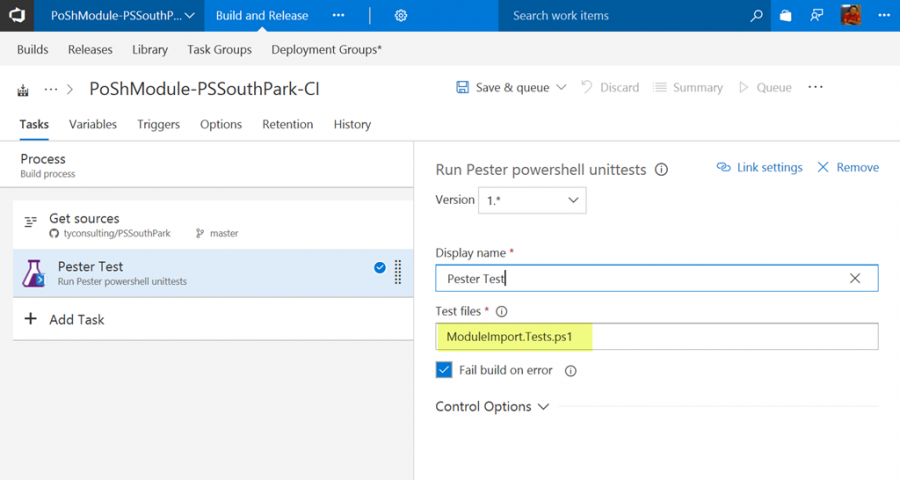 PoShModule-PSSouthP... Build and Release ... Search work items ...
Builds Releases Library Task Groups Deployment Groups*
... > PoShModule-PSSouthPark-CI Save & queue Discard Summary Queue ...
Tasks Variables Triggers Options Retention History
Process
Build process
Get sources
tyconsulting/PSSouthPark master
Pester Test
Run Pester powershell unittests
+ Add Task
Run Pester powershell unittests Link settings Remove
Version 1.*
Display name *
Pester Test
Test files *
ModuleImport.Tests.ps1
Fail build on error
Control Options